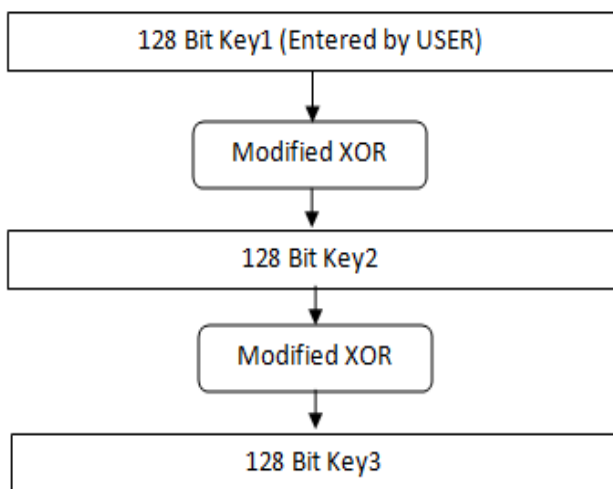 128 Bit Key1 (Entered by USER)
Modified XOR
128 Bit Key2
Modified XOR
128 Bit Key3